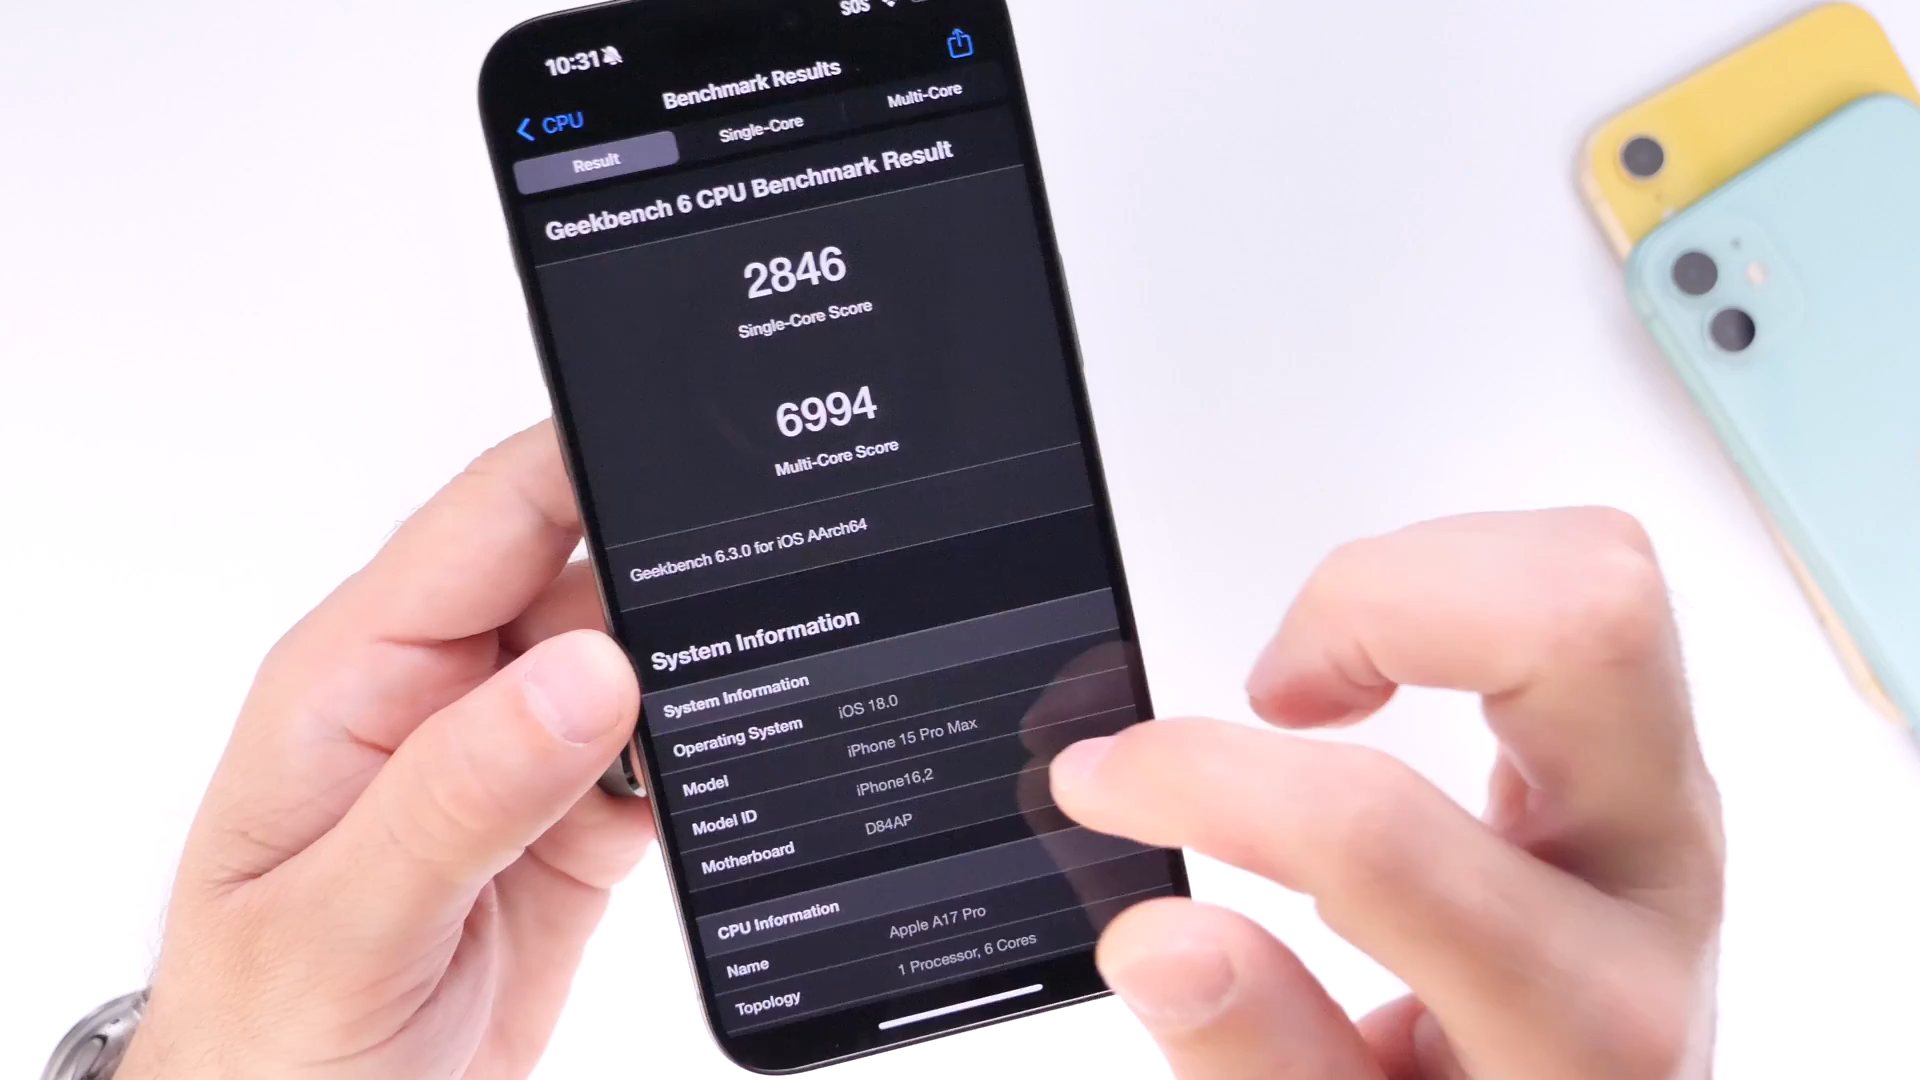 SOS
10:31
Benchmark Results
CPU
Result
Single-Core
Multi-Core
Geekbench 6 CPU Benchmark Result
2846
Single-Core Score
6994
Multi-Core Score
Geekbench 6.3.0 for iOS AArch64
System Information
System Information
Operating System iOS 18.0
Model iPhone 15 Pro Max
Model ID iPhone16,2
Motherboard D84AP
CPU Information
Name Apple A17 Pro
Topology 1 Processor, 6 Cores